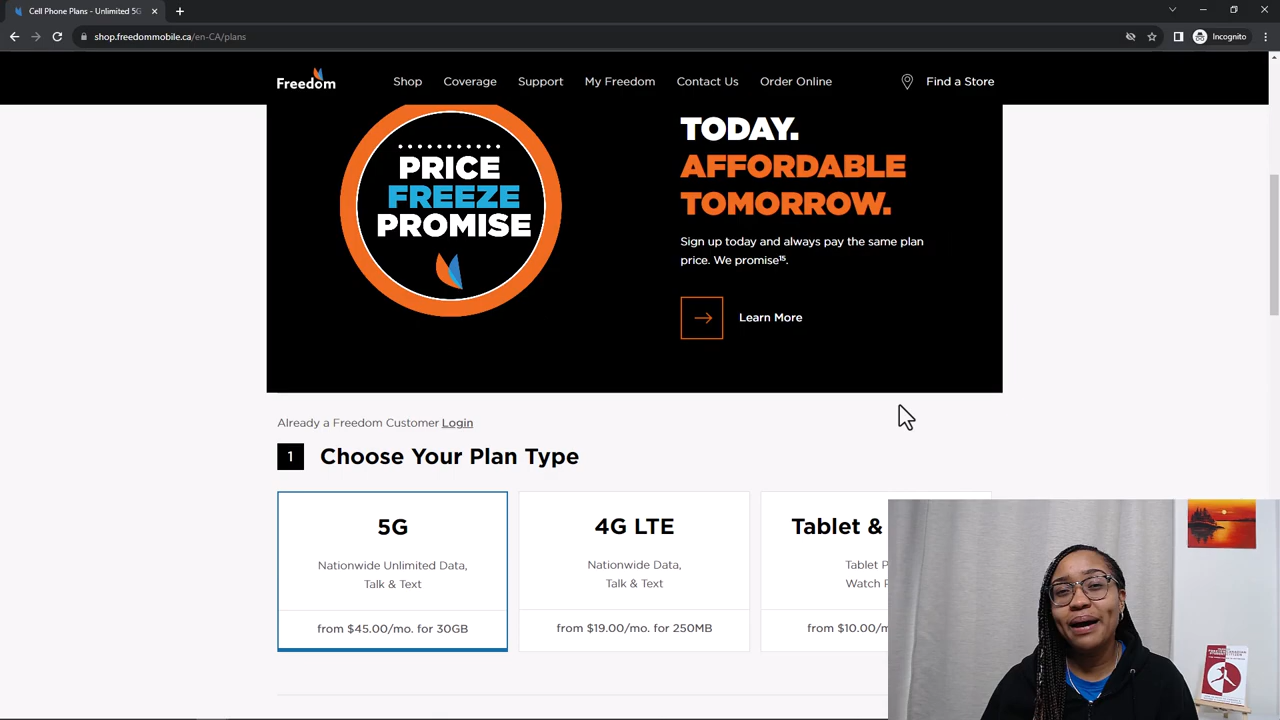 Cell Phone Plans - Unlimited 5G
shop.freedommobile.ca/en-CA/plans
Incognito
Freedom
Shop
Coverage
Support
My Freedom
Contact Us
Order Online
Find a Store
PRICE
FREEZE
PROMISE
TODAY.
AFFORDABLE
TOMORROW.
Sign up today and always pay the same plan
price. We promise¹⁵.
Learn More
Already a Freedom Customer Login
1 Choose Your Plan Type
5G
Nationwide Unlimited Data,
Talk & Text
from $45.00/mo. for 30GB
4G LTE
Nationwide Data,
Talk & Text
from $19.00/mo. for 250MB
Tablet &
Tablet
Watch
from $10.00/m